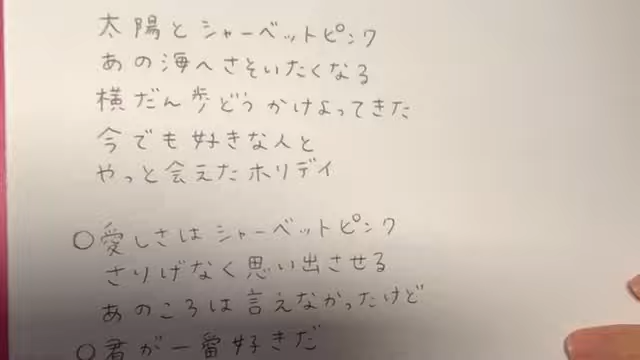 太陽とシャーベットピンク
あの海へさそいたくなる
横だん歩どうかけよってきた
今でも好きな人と
やっと会えたホリデイ
○愛しさはシャーベットピンク
さりげなく思い出させる
あのころは言えなかったけど
○君が一番好きだ